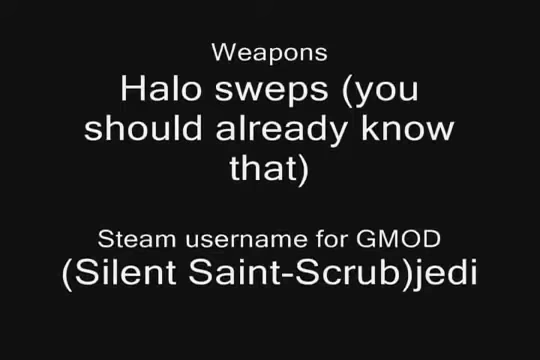 Weapons
Halo sweps (you
should already know
that)
Steam username for GMOD
(Silent Saint-Scrub)jedi